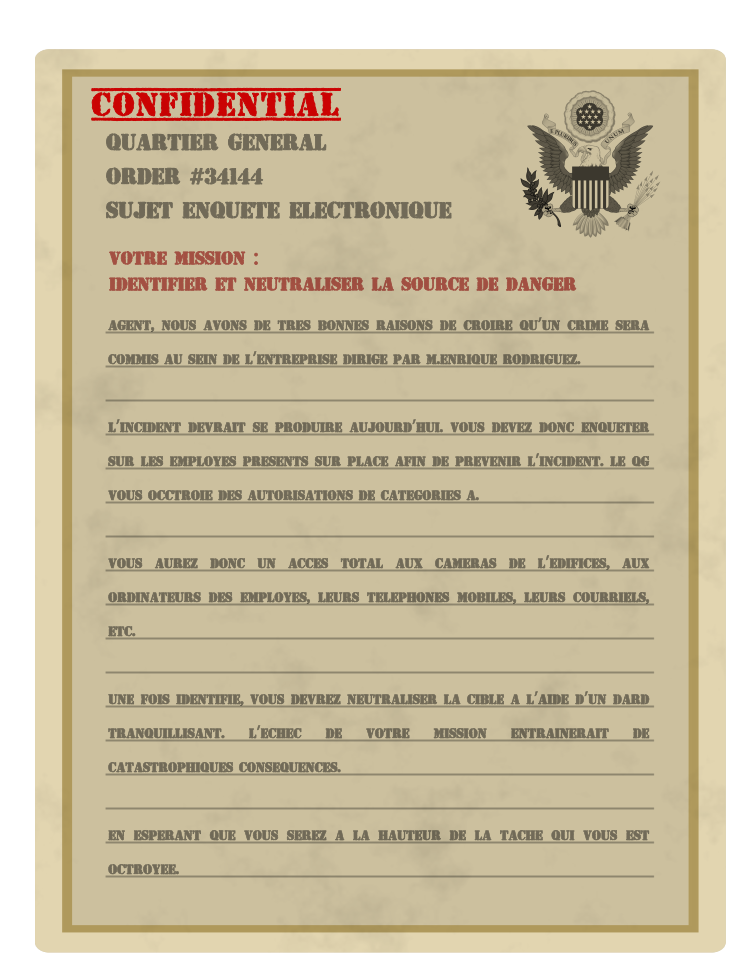 CONFIDENTIAL
QUARTIER GENERAL
E PLURIBUS UNUM
ORDER #34144
SUJET ENQUETE ELECTRONIQUE
VOTRE MISSION :
IDENTIFIER ET NEUTRALISER LA SOURCE DE DANGER
AGENT, NOUS AVONS DE TRES BONNES RAISONS DE CROIRE QU'UN CRIME SERA
COMMIS AU SEIN DE L'ENTREPRISE DIRIGE PAR M.ENRIQUE RODRIGUEZ.
L'INCIDENT DEVRAIT SE PRODUIRE AUJOURD'HUI. VOUS DEVEZ DONC ENQUETER
SUR LES EMPLOYES PRESENTS SUR PLACE AFIN DE PREVENIR L'INCIDENT. LE QG
VOUS OCCTROIE DES AUTORISATIONS DE CATEGORIES A.
VOUS AUREZ DONC UN ACCES TOTAL AUX CAMERAS DE L'EDIFICES, AUX
ORDINATEURS DES EMPLOYES, LEURS TELEPHONES MOBILES, LEURS COURRIELS,
ETC.
UNE FOIS IDENTIFIE, VOUS DEVREZ NEUTRALISER LA CIBLE A L'AIDE D'UN DARD
TRANQUILLISANT. L'ECHEC DE VOTRE MISSION ENTRAINERAIT DE
CATASTROPHIQUES CONSEQUENCES.
EN ESPERANT QUE VOUS SEREZ A LA HAUTEUR DE LA TACHE QUI VOUS EST
OCTROYEE.